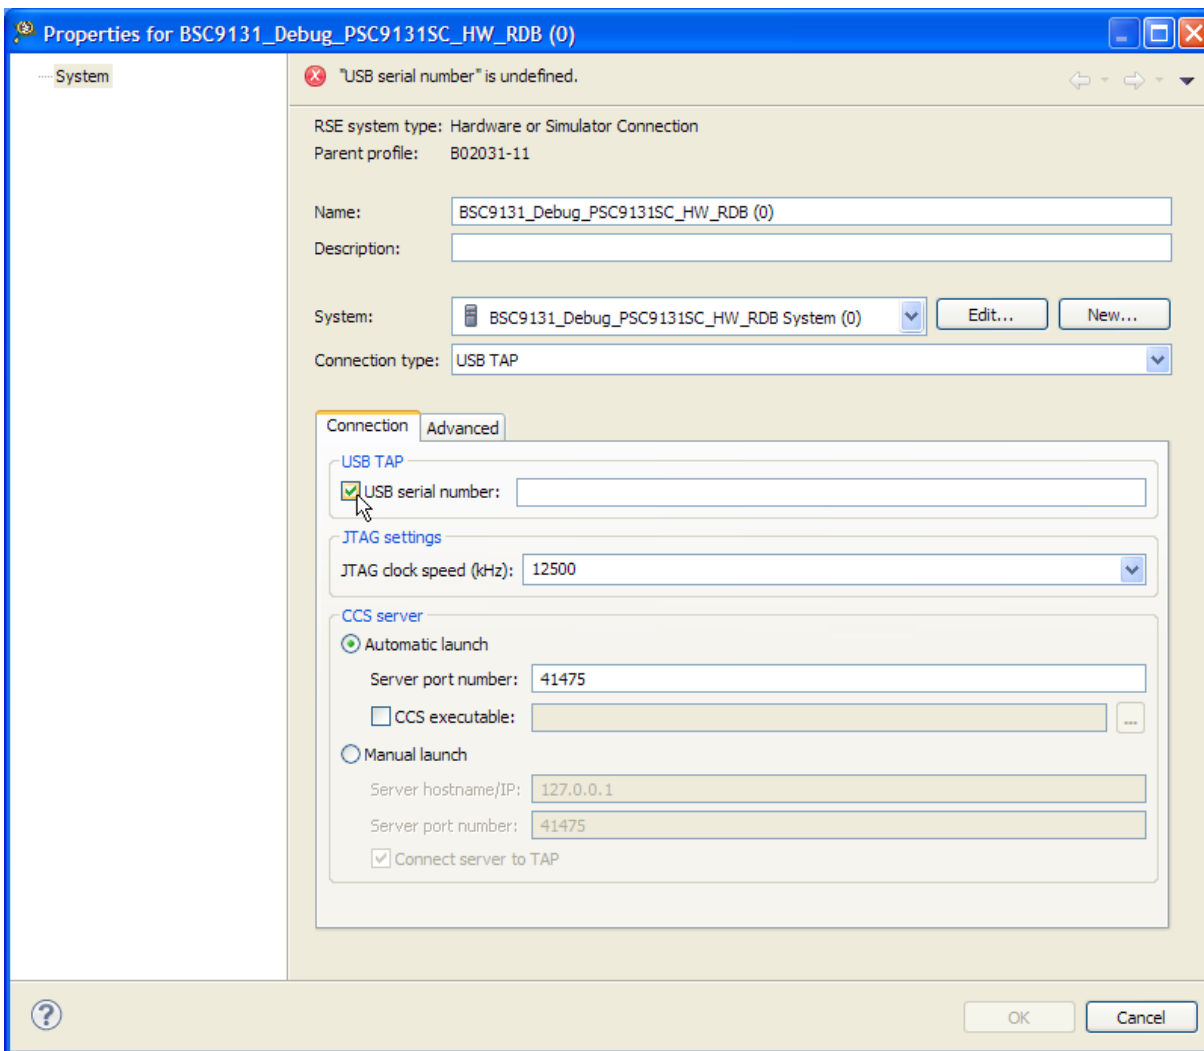 Properties for BSC9131_Debug_PSC9131SC_HW_RDB (0)
System
"USB serial number" is undefined.
RSE system type: Hardware or Simulator Connection
Parent profile: B02031-11
Name: BSC9131_Debug_PSC9131SC_HW_RDB (0)
Description:
System: BSC9131_Debug_PSC9131SC_HW_RDB System (0) Edit... New...
Connection type: USB TAP
Connection Advanced
USB TAP
USB serial number:
JTAG settings
JTAG clock speed (kHz): 12500
CCS server
Automatic launch
Server port number: 41475
CCS executable: ...
Manual launch
Server hostname/IP: 127.0.0.1
Server port number: 41475
Connect server to TAP
OK Cancel